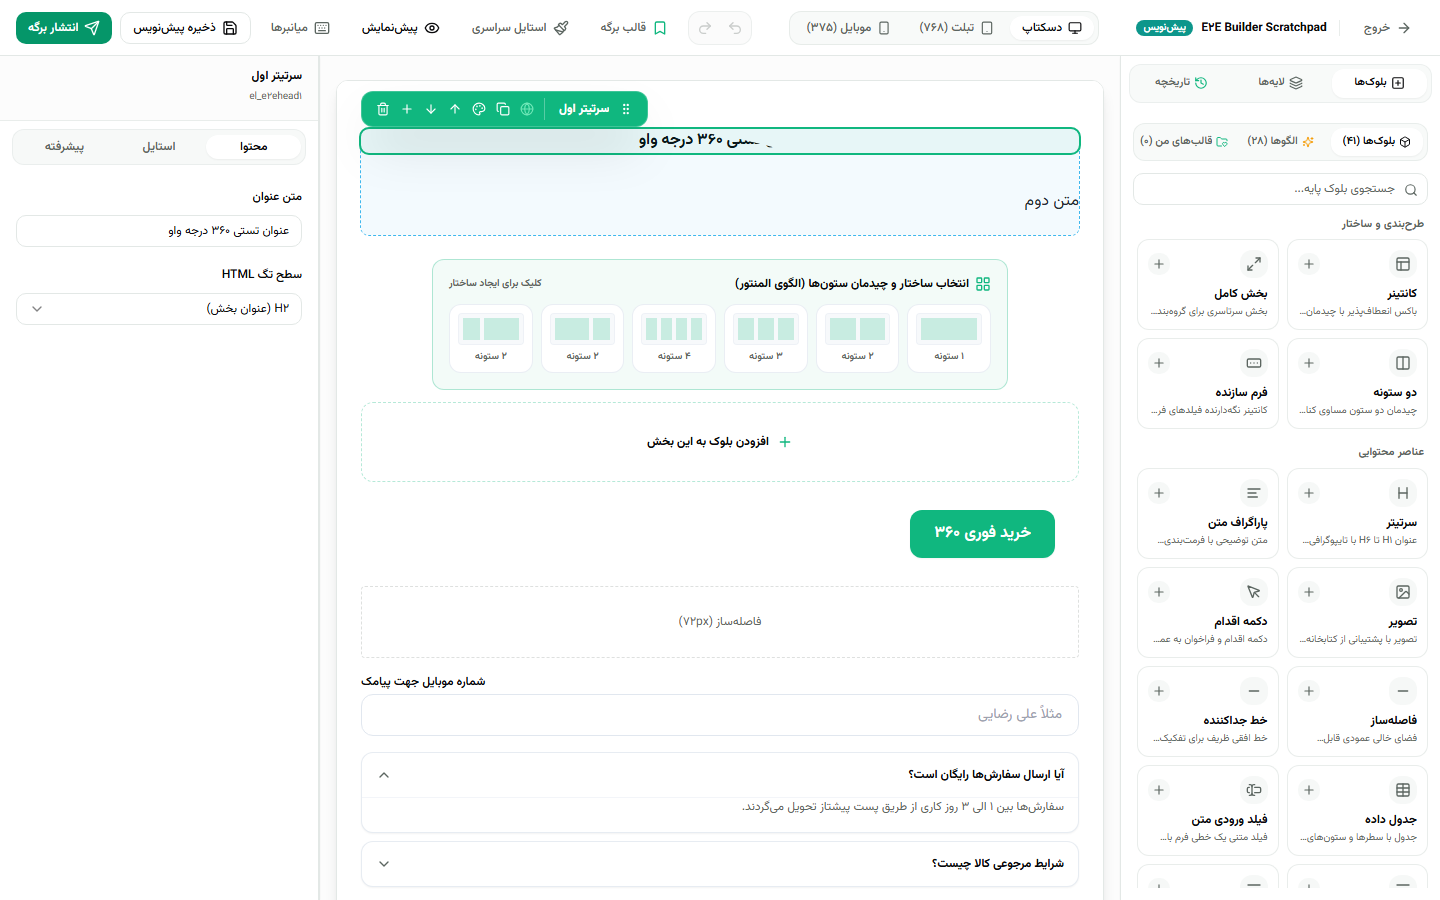 خروج
E2E Builder Scratchpad پیش‌نویس
دسکتاپ
تبلت (۷۶۸)
موبایل (۳۷۵)
قالب برگه
استایل سراسری
پیش‌نمایش
میانبرها
ذخیره پیش‌نویس
انتشار برگه
بلوک‌ها
لایه‌ها
تاریخچه
بلوک‌ها (۴۱)
الگوها (۲۸)
قالب‌های من (۰)
جستجوی بلوک پایه...
طرح‌بندی و ساختار
کانتینر
باکس انعطاف‌پذیر با چیدمان...
بخش کامل
بخش سرتاسری برای گروه‌بند...
دو ستونه
چیدمان دو ستون مساوی کنا...
فرم سازنده
کانتینر نگه‌دارنده فیلدهای فر...
عناصر محتوایی
سرتیتر
عنوان H1 تا H6 با تایپوگرافی...
پاراگراف متن
متن توضیحی با فرمت‌بندی...
تصویر
تصویر با پشتیبانی از کتابخانه...
دکمه اقدام
دکمه اقدام و فراخوان به عمـ...
فاصله‌ساز
فضای خالی عمودی قابل...
خط جداکننده
خط افقی ظریف برای تفکیک...
جدول داده
جدول با سطرها و ستون‌های...
فیلد ورودی متن
فیلد متنی یک خطی فرم با...
سرتیتر اول
تستی ۳۶۰ درجه واو
متن دوم
انتخاب ساختار و چیدمان ستون‌ها (الگوی المنتور)
کلیک برای ایجاد ساختار
۱ ستونه
۲ ستونه
۳ ستونه
۴ ستونه
۲ ستونه
۲ ستونه
افزودن بلوک به این بخش
خرید فوری ۳۶۰
فاصله‌ساز (۷۲px)
شماره موبایل جهت پیامک
مثلاً علی رضایی
آیا ارسال سفارش‌ها رایگان است؟
سفارش‌ها بین ۱ الی ۳ روز کاری از طریق پست پیشتاز تحویل می‌گردند.
شرایط مرجوعی کالا چیست؟
سرتیتر اول
el_e2ehead1
محتوا
استایل
پیشرفته
متن عنوان
عنوان تستی ۳۶۰ درجه واو
سطح تگ HTML
H2 (عنوان بخش)